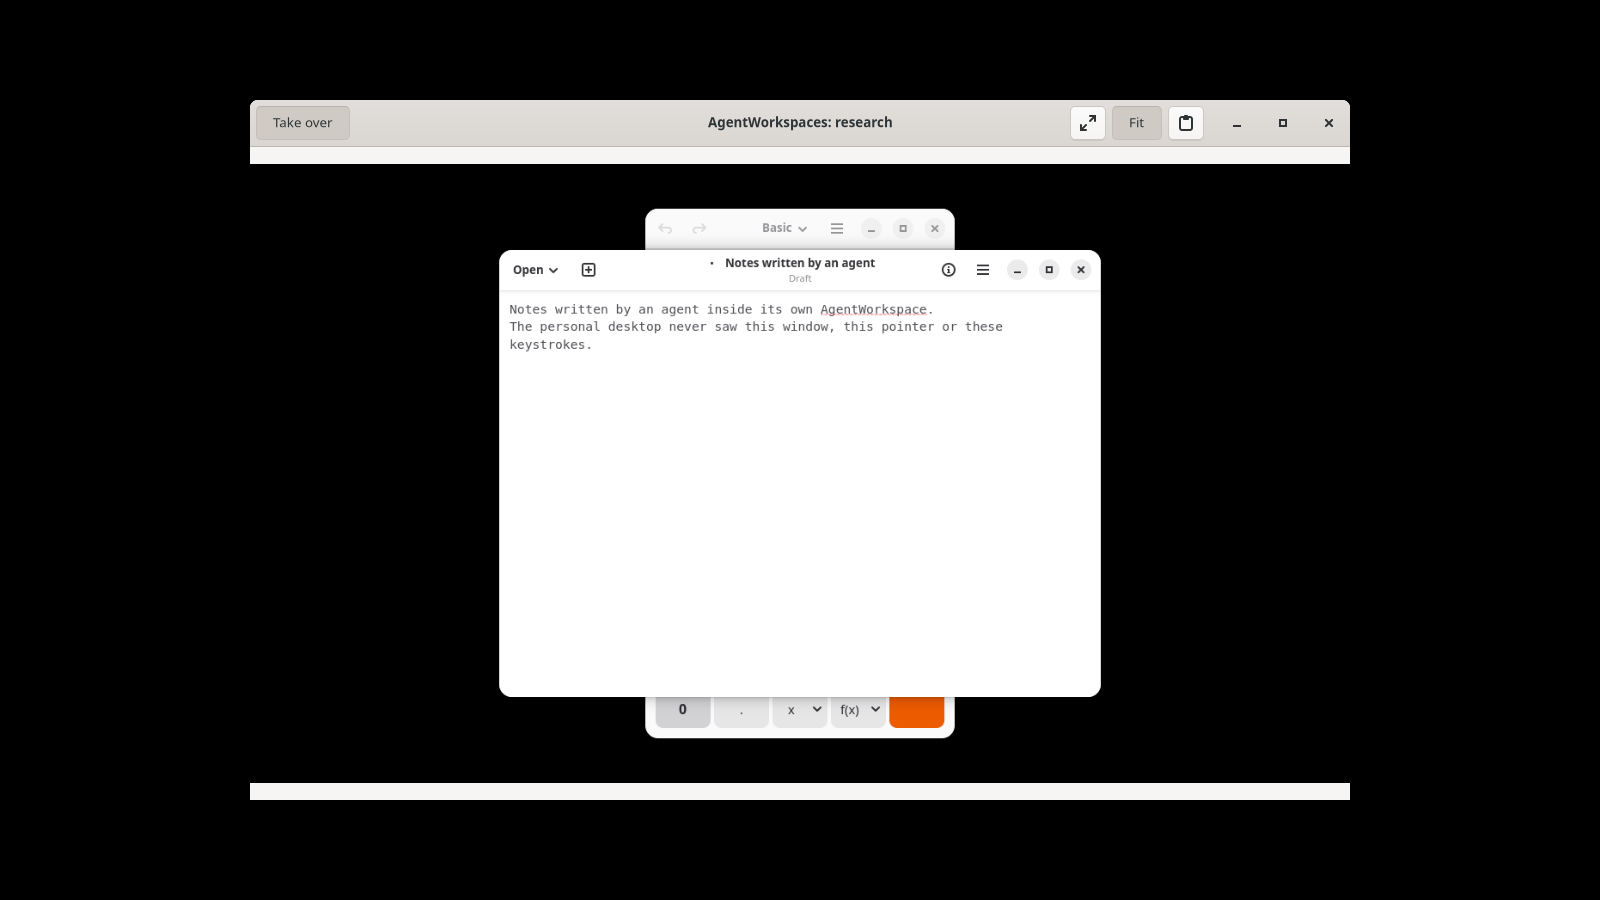 Take over
AgentWorkspaces: research
Fit
Basic
Open
• Notes written by an agent
Draft
Notes written by an agent inside its own AgentWorkspace.
The personal desktop never saw this window, this pointer or these
keystrokes.
0
.
x
f(x)